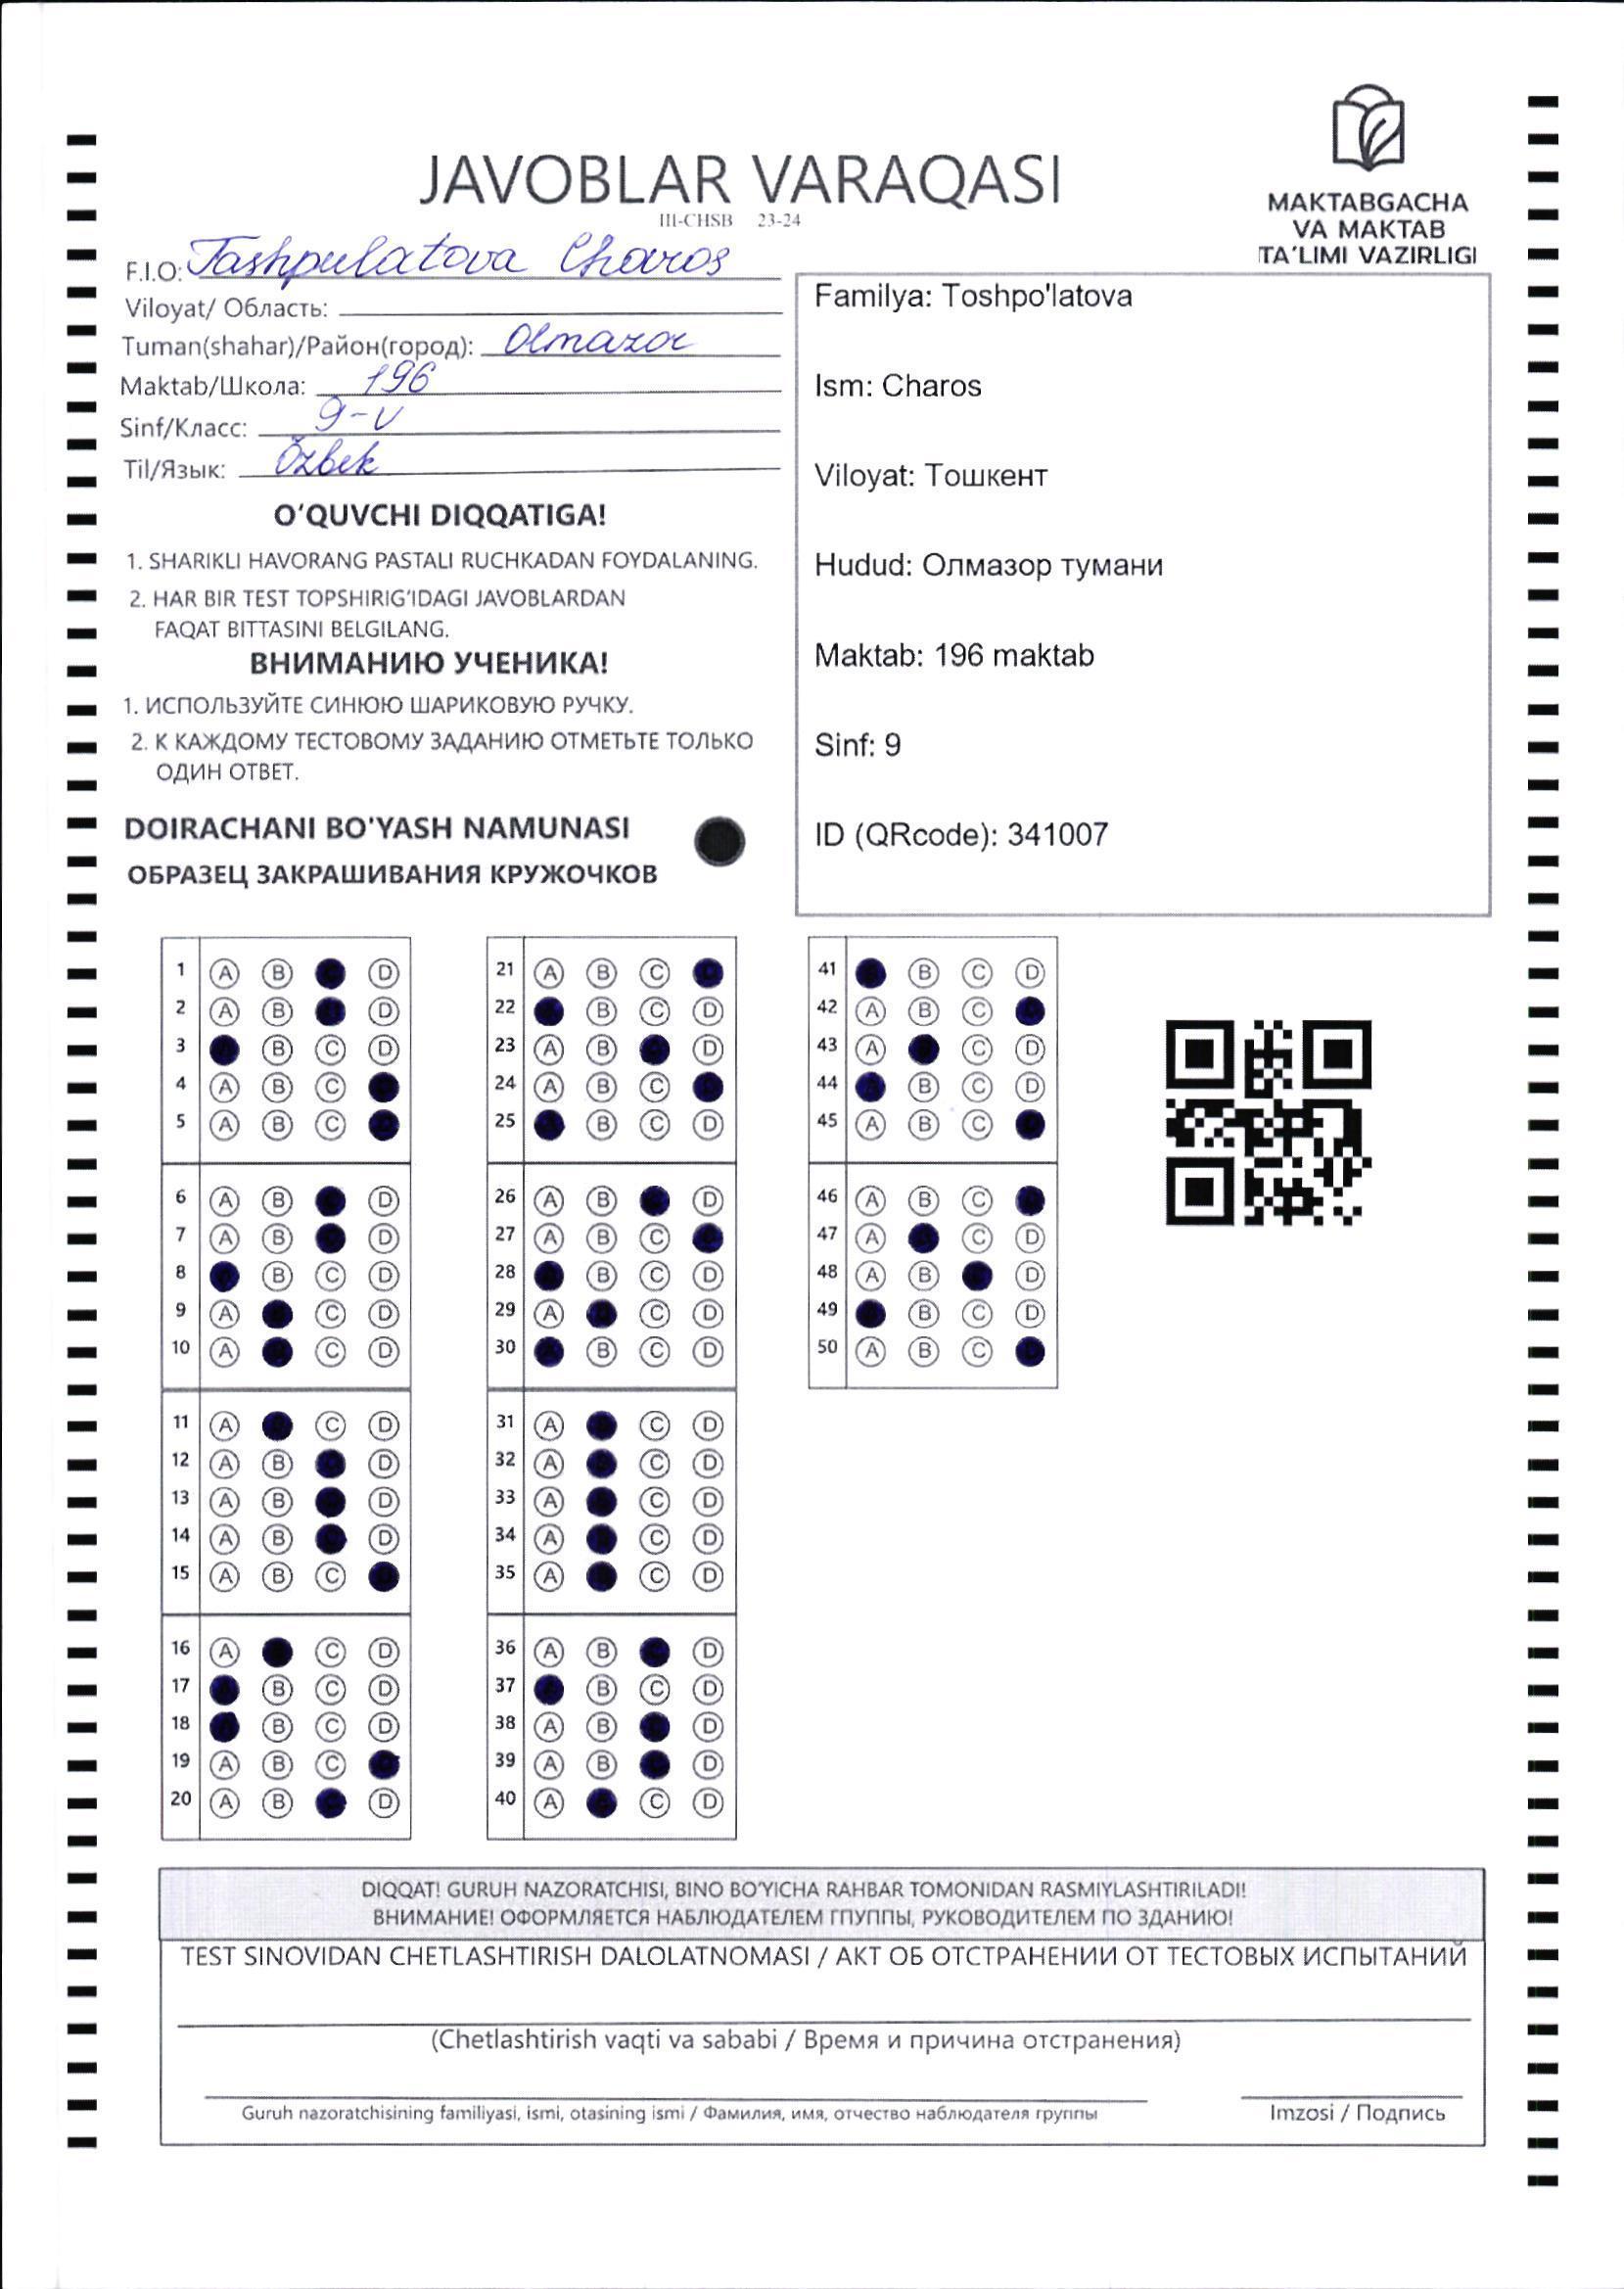 JAVOBLAR VARAQASI
III-CHSB 23-24
MAKTABGACHA
VA MAKTAB
TA'LIMI VAZIRLIGI
F.I.O: Tashpulatova Charos
Viloyat/ Область:
Tuman(shahar)/Район(город): Olmazor
Maktab/Школа: 196
Sinf/Класс: 9-V
Til/Язык: Õzbek
O'QUVCHI DIQQATIGA!
1. SHARIKLI HAVORANG PASTALI RUCHKADAN FOYDALANING.
2. HAR BIR TEST TOPSHIRIG'IDAGI JAVOBLARDAN
FAQAT BITTASINI BELGILANG.
ВНИМАНИЮ УЧЕНИКА!
1. ИСПОЛЬЗУЙТЕ СИНЮЮ ШАРИКОВУЮ РУЧКУ.
2. К КАЖДОМУ ТЕСТОВОМУ ЗАДАНИЮ ОТМЕТЬТЕ ТОЛЬКО
ОДИН ОТВЕТ.
DOIRACHANI BO'YASH NAMUNASI
ОБРАЗЕЦ ЗАКРАШИВАНИЯ КРУЖОЧКОВ
Familya: Toshpo'latova
Ism: Charos
Viloyat: Тошкент
Hudud: Олмазор тумани
Maktab: 196 maktab
Sinf: 9
ID (QRcode): 341007
1 A B D
2 A B D
3 B C D
4 A B C
5 A B C
6 A B D
7 A B D
8 B C D
9 A C D
10 A C D
11 A C D
12 A B D
13 A B D
14 A B D
15 A B C
16 A C D
17 B C D
18 B C D
19 A B C
20 A B D
21 A B C
22 B C D
23 A B D
24 A B C
25 B C D
26 A B D
27 A B C
28 B C D
29 A C D
30 B C D
31 A C D
32 A C D
33 A C D
34 A C D
35 A C D
36 A B D
37 B C D
38 A B D
39 A B D
40 A C D
41 B C D
42 A B C
43 A C D
44 B C D
45 A B C
46 A B C
47 A C D
48 A B D
49 B C D
50 A B C
DIQQAT! GURUH NAZORATCHISI, BINO BO'YICHA RAHBAR TOMONIDAN RASMIYLASHTIRILADI!
ВНИМАНИЕ! ОФОРМЛЯЕТСЯ НАБЛЮДАТЕЛЕМ ГПУППЫ, РУКОВОДИТЕЛЕМ ПО ЗДАНИЮ!
TEST SINOVIDAN CHETLASHTIRISH DALOLATNOMASI / АКТ ОБ ОТСТРАНЕНИИ ОТ ТЕСТОВЫХ ИСПЫТАНИЙ
(Chetlashtirish vaqti va sababi / Время и причина отстранения)
Guruh nazoratchisining familiyasi, ismi, otasining ismi / Фамилия, имя, отчество наблюдателя группы
Imzosi / Подпись